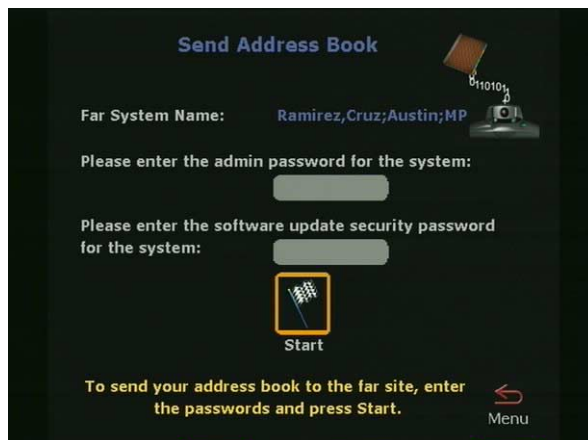 Send Address Book
0110101
Far System Name: Ramirez,Cruz;Austin;MP
Please enter the admin password for the system:
Please enter the software update security password
for the system:
Start
To send your address book to the far site, enter
the passwords and press Start.
Menu